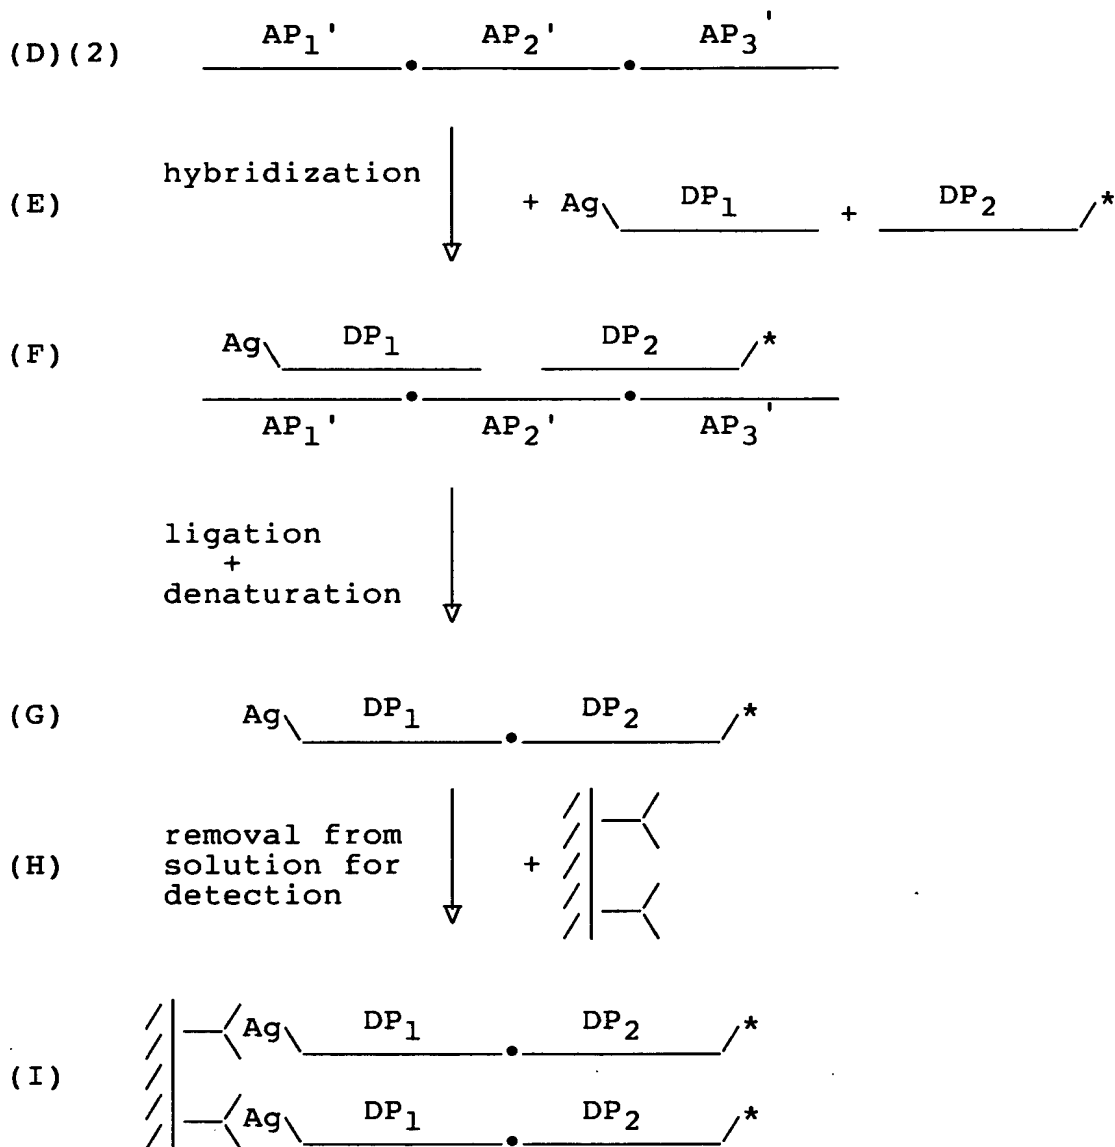 (D)(2) AP₁' AP₂' AP₃'
hybridization
(E) + Ag DP₁ + DP₂ *
(F) Ag DP₁ DP₂ *
AP₁' AP₂' AP₃'
ligation
+
denaturation
(G) Ag DP₁ DP₂ *
removal from
(H) solution for +
detection
Ag DP₁ DP₂ *
(I)
Ag DP₁ DP₂ *